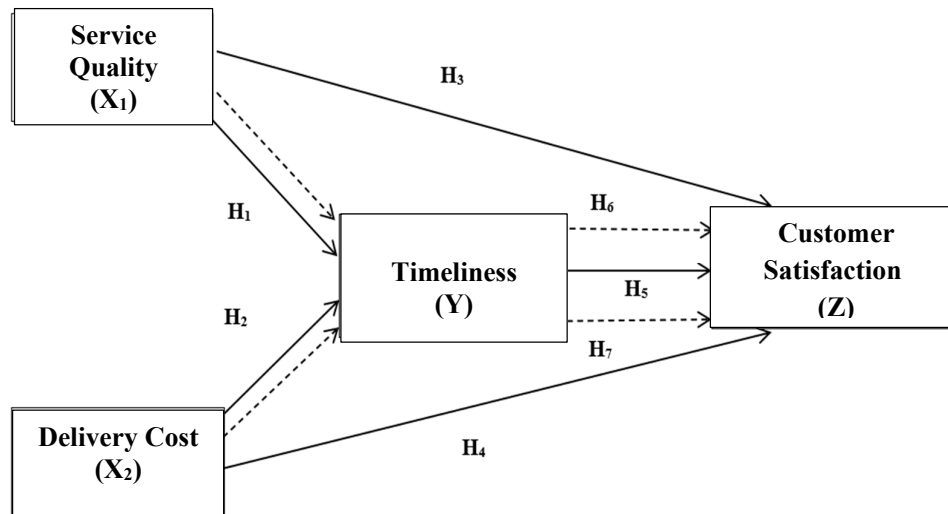 Service
Quality
(X₁)
H₃
H₁
H₆
Customer
Satisfaction
(Z)
Timeliness
(Y)
H₅
H₂
H₇
Delivery Cost
(X₂)
H₄